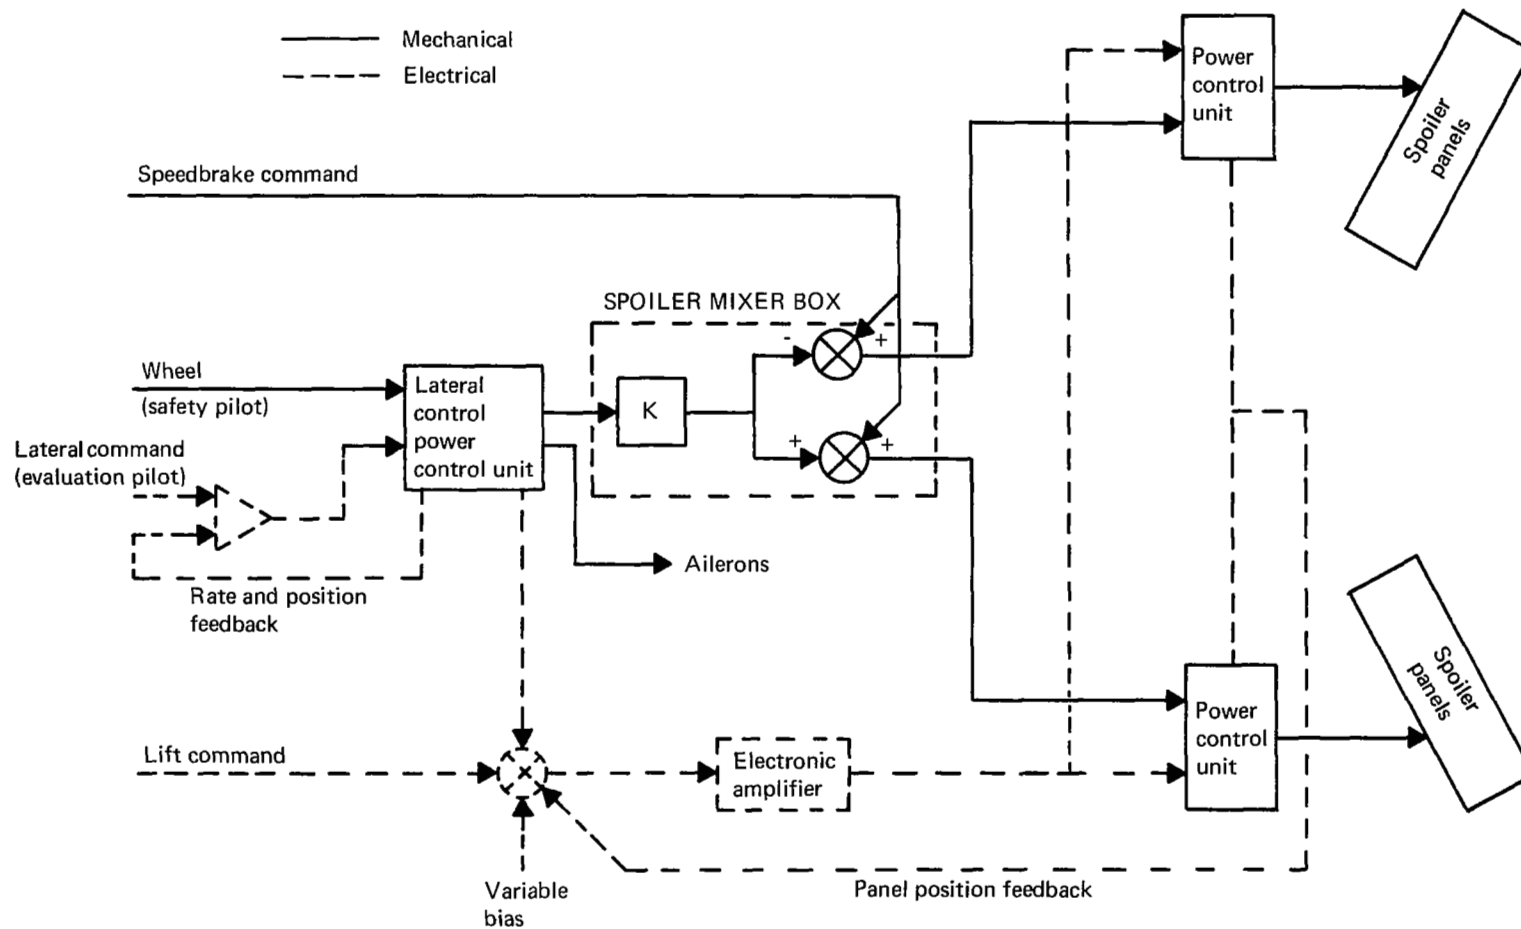 Mechanical
Electrical
Power
control
unit
Spoiler
panels
Speedbrake command
SPOILER MIXER BOX
-
+
Wheel
(safety pilot)
Lateral
control
power
control unit
K
+
+
Lateral command
(evaluation pilot)
Ailerons
Rate and position
feedback
Spoiler
panels
Power
control
unit
Lift command
Electronic
amplifier
Variable
bias
Panel position feedback